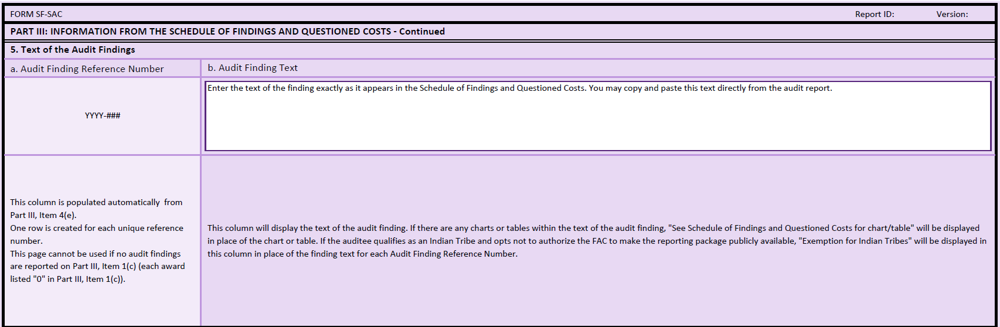 FORM SF-SAC Report ID: Version:
PART III: INFORMATION FROM THE SCHEDULE OF FINDINGS AND QUESTIONED COSTS - Continued
5. Text of the Audit Findings
a. Audit Finding Reference Number
b. Audit Finding Text
YYYY-###
Enter the text of the finding exactly as it appears in the Schedule of Findings and Questioned Costs. You may copy and paste this text directly from the audit report.
This column is populated automatically from
Part III, Item 4(e).
One row is created for each unique reference
number.
This page cannot be used if no audit findings
are reported on Part III, Item 1(c) (each award
listed "0" in Part III, Item 1(c)).
This column will display the text of the audit finding. If there are any charts or tables within the text of the audit finding, "See Schedule of Findings and Questioned Costs for chart/table" will be displayed
in place of the chart or table. If the auditee qualifies as an Indian Tribe and opts not to authorize the FAC to make the reporting package publicly available, "Exemption for Indian Tribes" will be displayed in
this column in place of the finding text for each Audit Finding Reference Number.